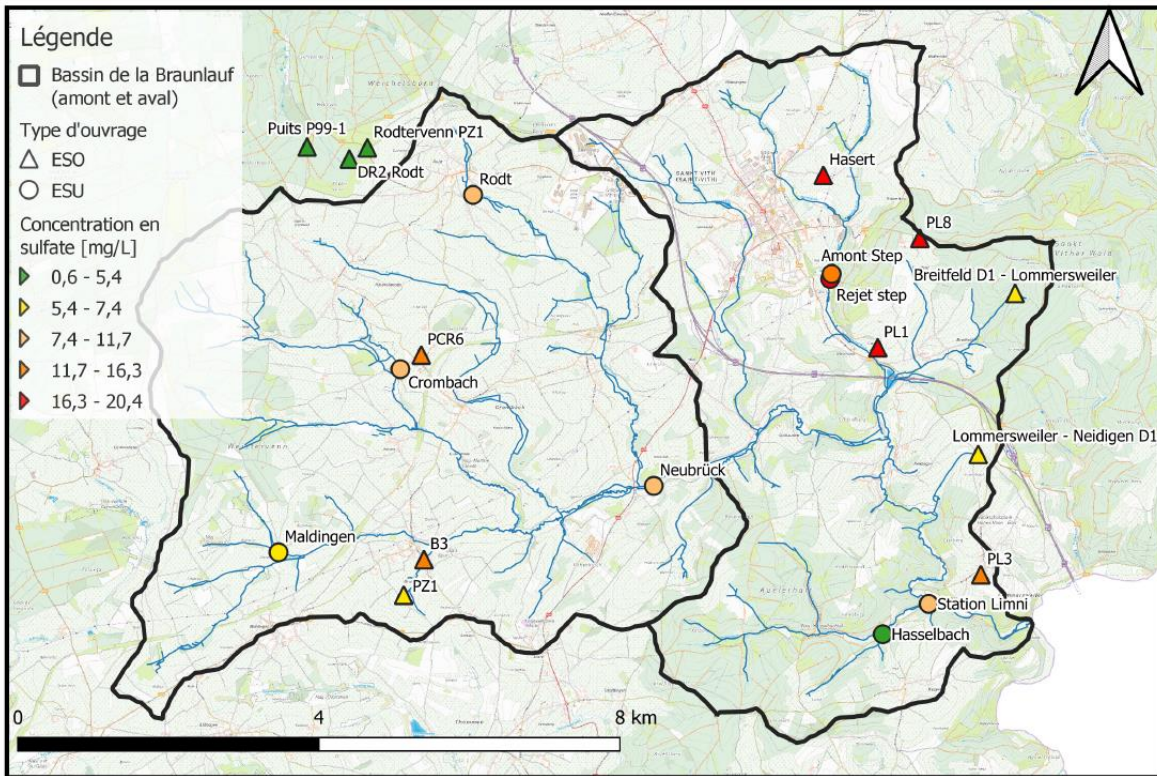 Légende
Bassin de la Braunlauf
(amont et aval)
Type d'ouvrage
ESO
ESU
Concentration en
sulfate [mg/L]
0,6 - 5,4
5,4 - 7,4
7,4 - 11,7
11,7 - 16,3
16,3 - 20,4
Puits P99-1
Rodtervenn PZ1
DR2 Rodt
Rodt
Hasert
SANKT VITH
PL8
Amont Step
Breitfeld D1 - Lommersweiler
Rejet step
PL1
PCR6
Crombach
Lommersweiler - Neidigen D1
Neubrück
Maldingen
B3
PZ1
PL3
Station Limni
Hasselbach
0
4
8 km